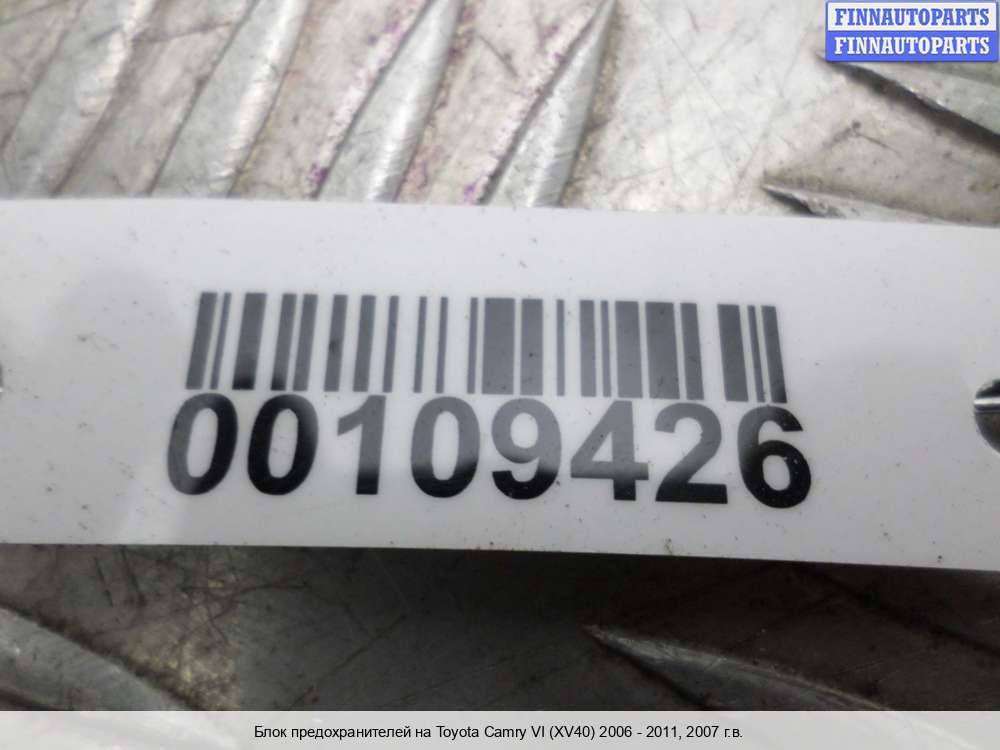 FINNAUTOPARTS
FINNAUTOPARTS
00109426
Блок предохранителей на Toyota Camry VI (XV40) 2006 - 2011, 2007 г.в.